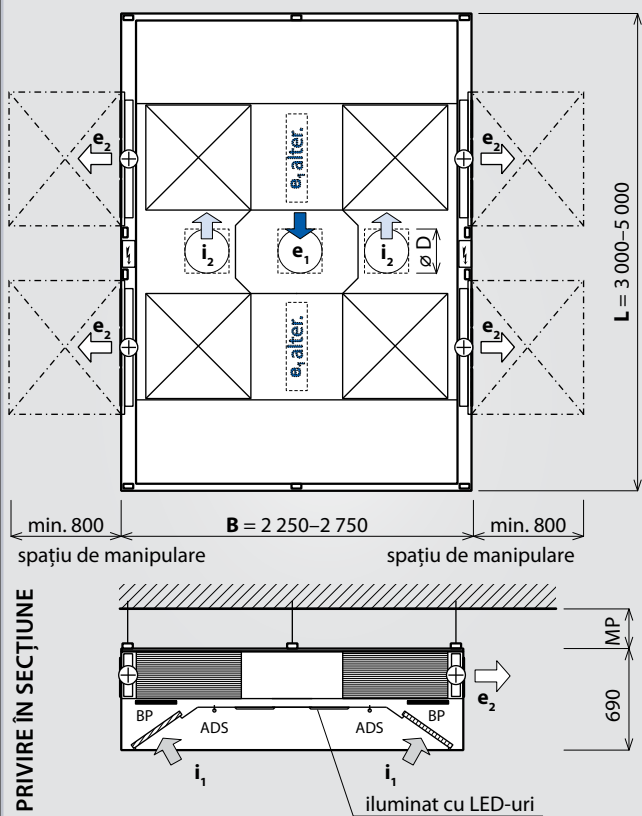 e₂
e₁ alter.
e₂
i₂
e₁
i₂
ø D
e₂
e₁ alter.
e₂
L = 3 000–5 000
min. 800
B = 2 250–2 750
min. 800
spațiu de manipulare
spațiu de manipulare
PRIVIRE ÎN SECȚIUNE
MP
690
e₂
BP
ADS
ADS
BP
i₁
i₁
iluminat cu LED-uri